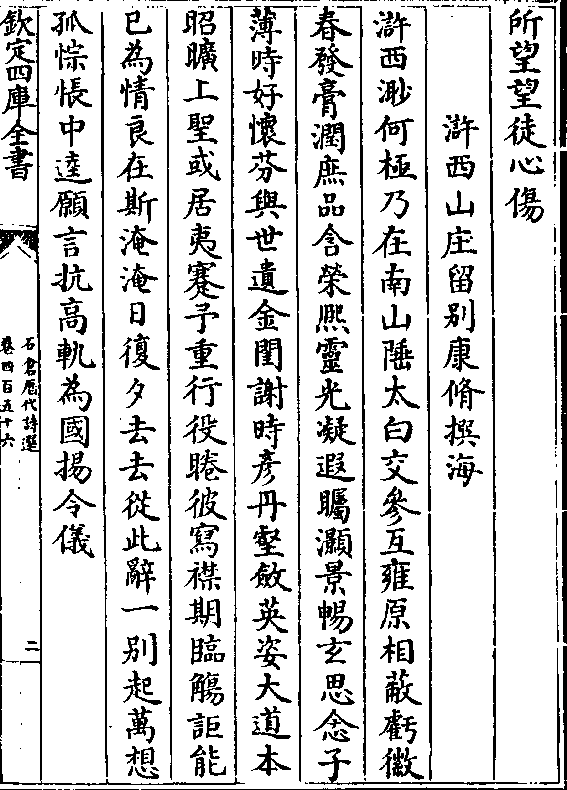 所望望徒心傷
滸西山庄留别康脩撰海
滸西渺何極乃在南山陲太白交參互雍原相蔽虧微
春發膏潤庶品含榮熈靈光凝遐矚灝景暢玄思念子
薄時好懷芬與世遺金閨謝時彦丹壑斂英姿大道本
昭曠上聖或居夷蹇予重行役睠彼寫襟期臨觴詎能
已為情良在斯淹淹日復夕去去從此辭一别起萬想
孤悰悵中逵願言抗高軌為國揚令儀
欽定四庫全書
石倉歷代詩選
卷四百五十六
二